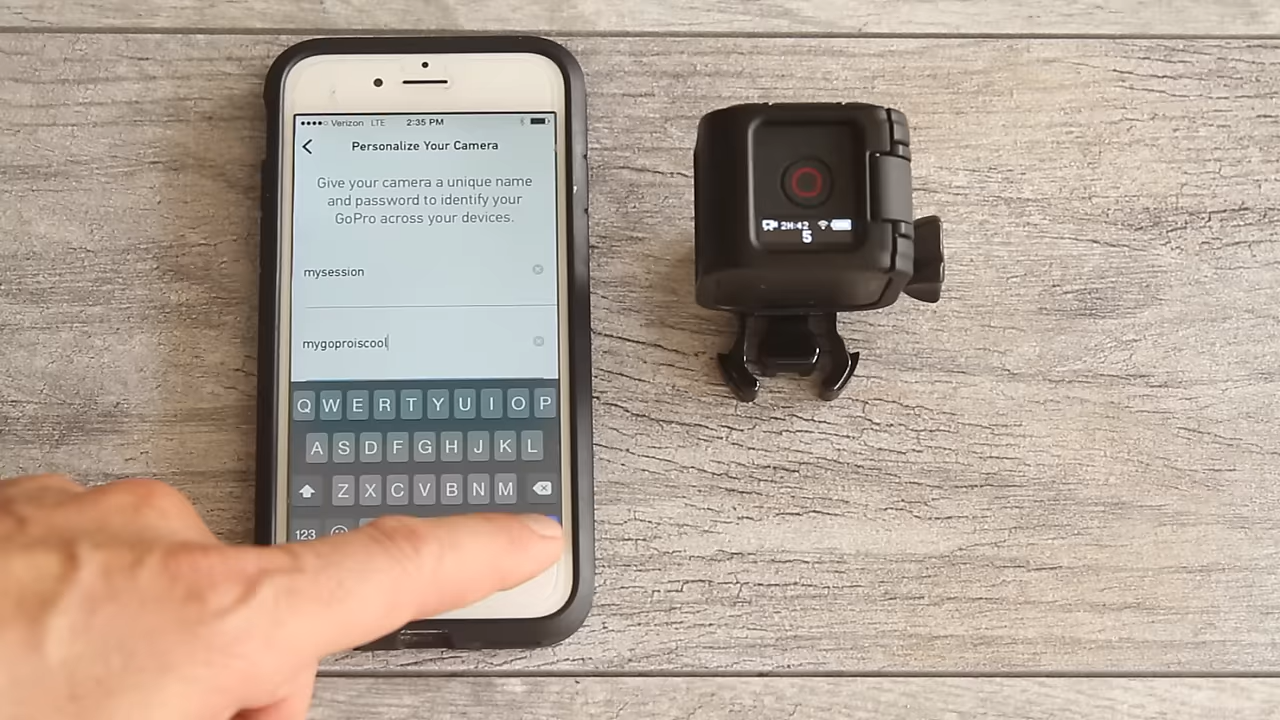 Verizon LTE 2:35 PM
Personalize Your Camera
Give your camera a unique name
and password to identify your
GoPro across your devices.
mysession
mygoproiscool
Q W E R T Y U I O P
A S D F G H J K L
Z X C V B N M
123
2H:42
5